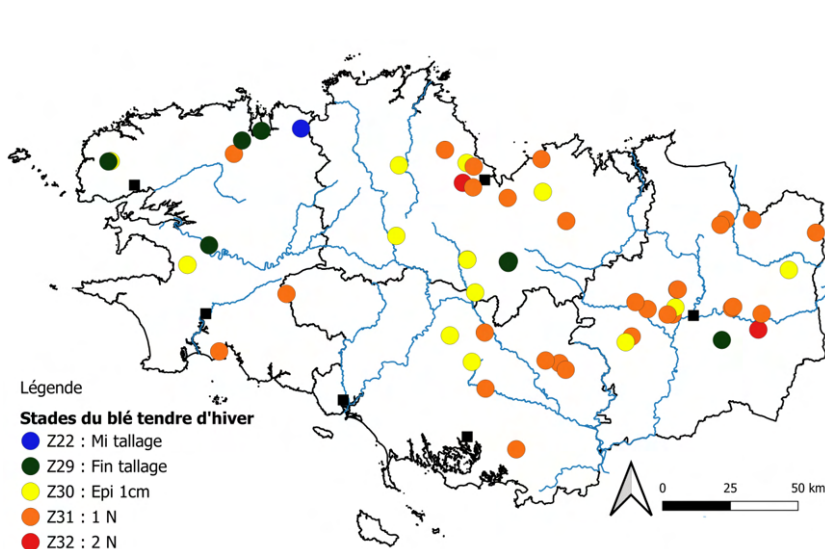 Légende
Stades du blé tendre d'hiver
Z22 : Mi tallage
Z29 : Fin tallage
Z30 : Epi 1cm
Z31 : 1 N
Z32 : 2 N
0 25 50 km